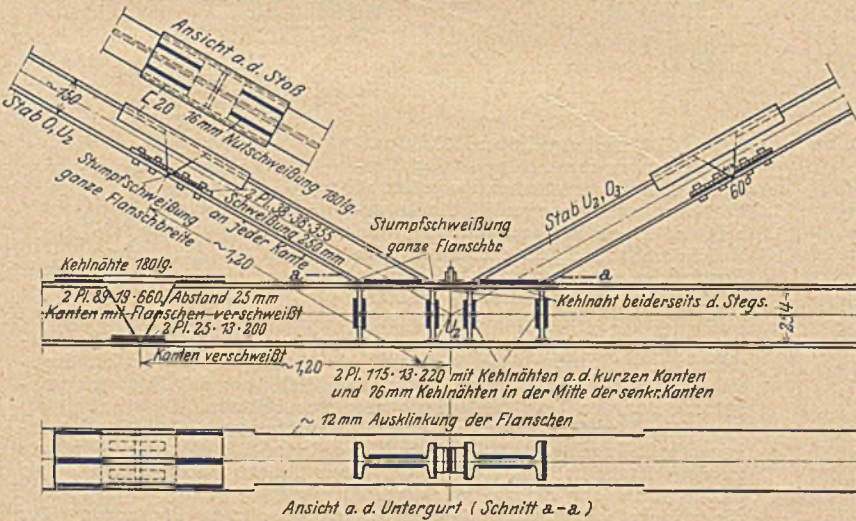 Ansicht a. d. Stoß
~150
Stab O₁U₂
[ 20
76 mm Nutschweißung 180 lg.
Stumpfschweißung
ganze Flanschbreite
2 Pl. 38·38·355
Schweißung 250 mm
an jeder Kante
~1,20
Stumpfschweißung
ganze Flanschbr.
Stab U₂, O₃
60°
Kehlnähte 180 lg.
a
a
2 Pl. 89·19·660, Abstand 25 mm
Kanten mit Flanschen verschweißt
2 Pl. 25·13·200
Kanten verschweißt
~1,20
U₂
Kehlnaht beiderseits d. Stegs.
254
2 Pl. 115·13·220 mit Kehlnähten a. d. kurzen Kanten
und 76 mm Kehlnähten in der Mitte der senkr. Kanten
~ 12 mm Ausklinkung der Flanschen
Ansicht a. d. Untergurt ( Schnitt a-a )